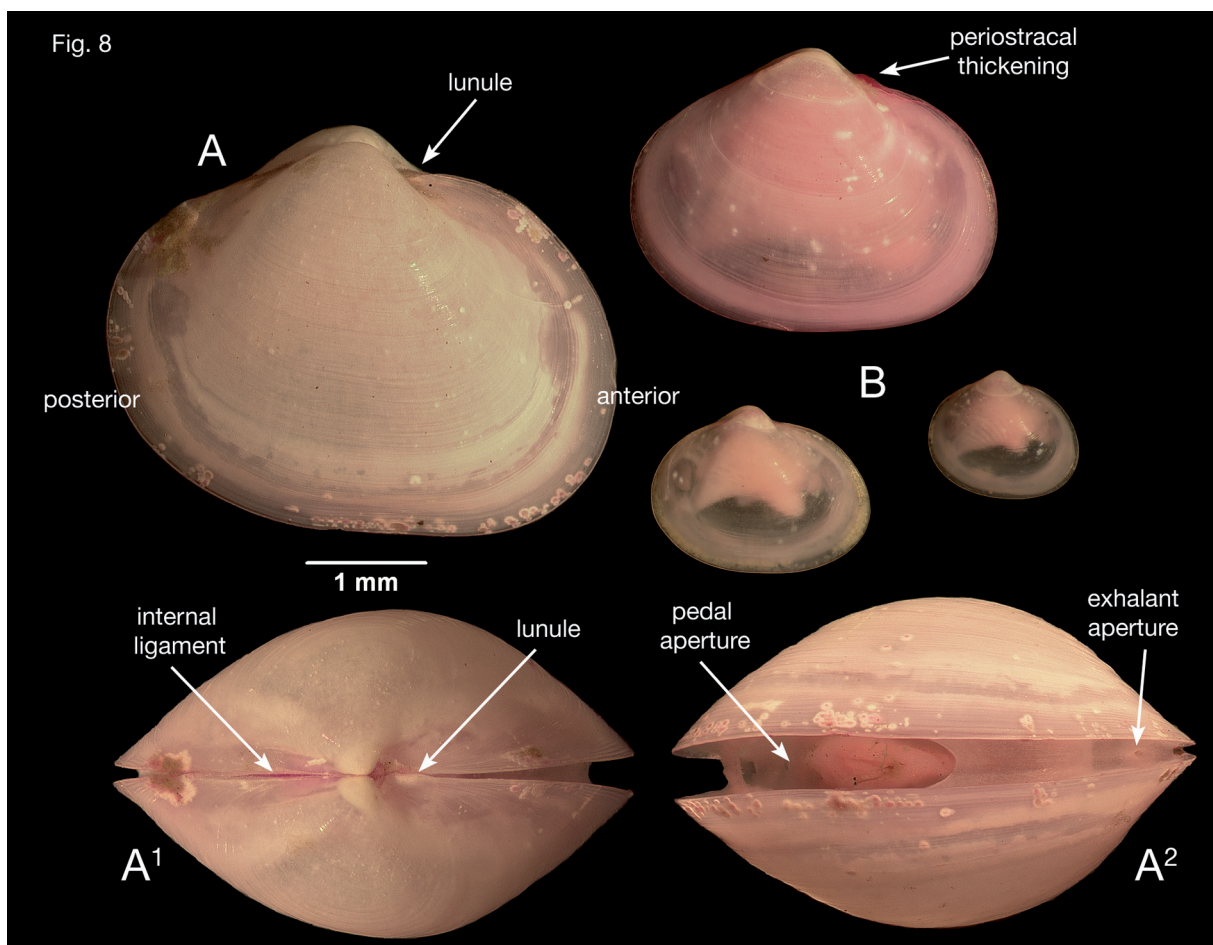 Fig. 8
A
lunule
periostracal
thickening
posterior
anterior
B
1 mm
internal
ligament
lunule
A¹
pedal
aperture
exhalant
aperture
A²